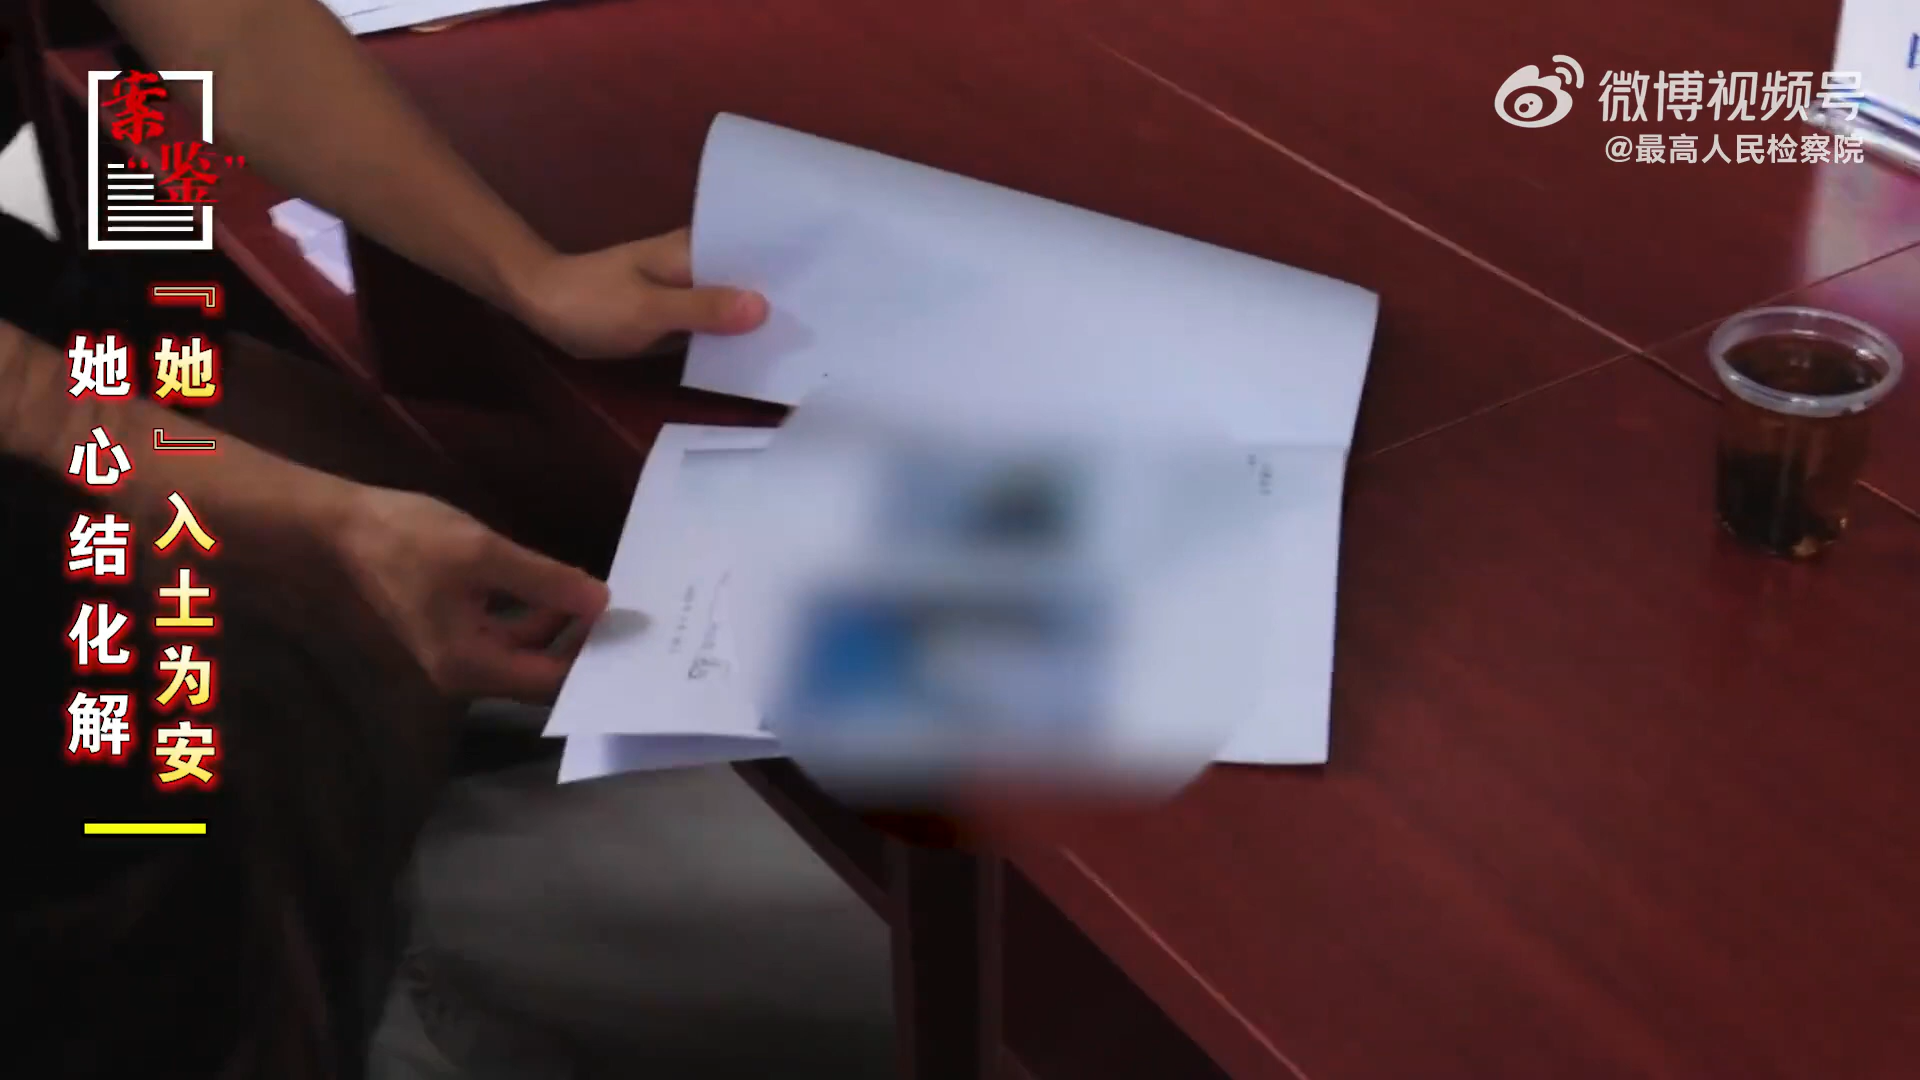 案
“鉴”
『她』入土为安
她心结化解
微博视频号
@最高人民检察院